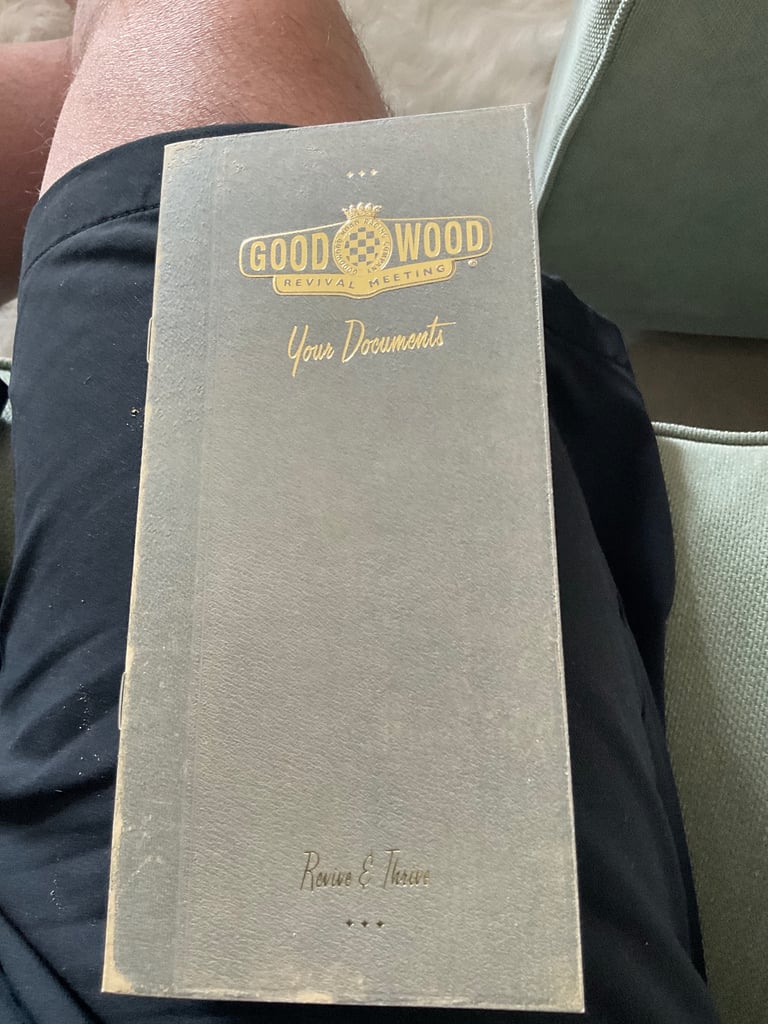 GOOD WOOD
REVIVAL MEETING
®
Your Documents
Revive & Thrive